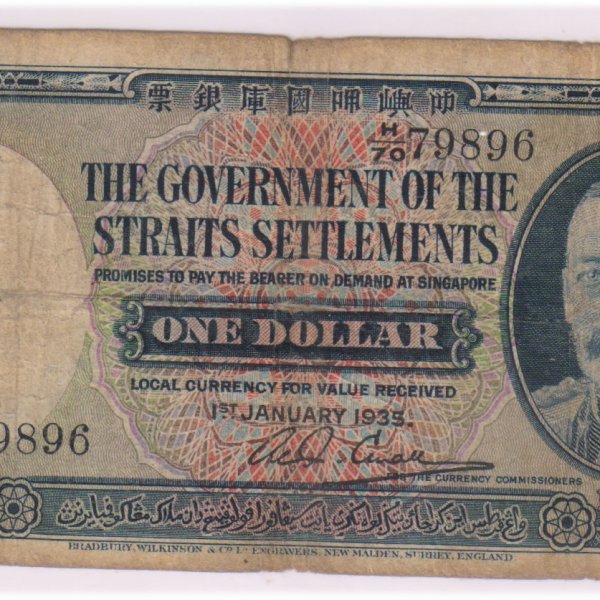 叻嶼呷國庫銀票
H/70 79896
THE GOVERNMENT OF THE
STRAITS SETTLEMENTS
PROMISES TO PAY THE BEARER ON DEMAND AT SINGAPORE
ONE DOLLAR
LOCAL CURRENCY FOR VALUE RECEIVED
1ST JANUARY 1935.
9896
FOR THE CURRENCY COMMISSIONERS
BRADBURY, WILKINSON & Co. Ld. ENGRAVERS, NEW MALDEN, SURREY, ENGLAND.